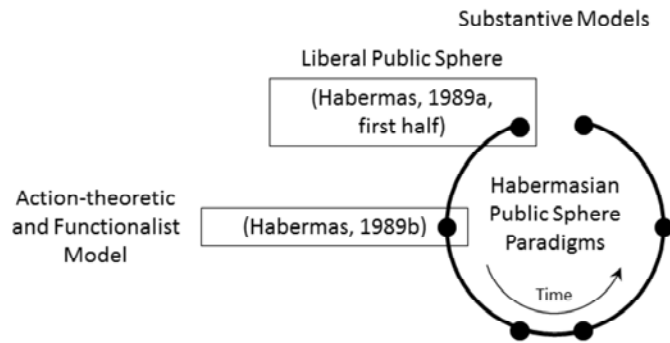 Substantive Models
Liberal Public Sphere
(Habermas, 1989a,
first half)
Action-theoretic
and Functionalist
Model
(Habermas, 1989b)
Habermasian
Public Sphere
Paradigms
Time